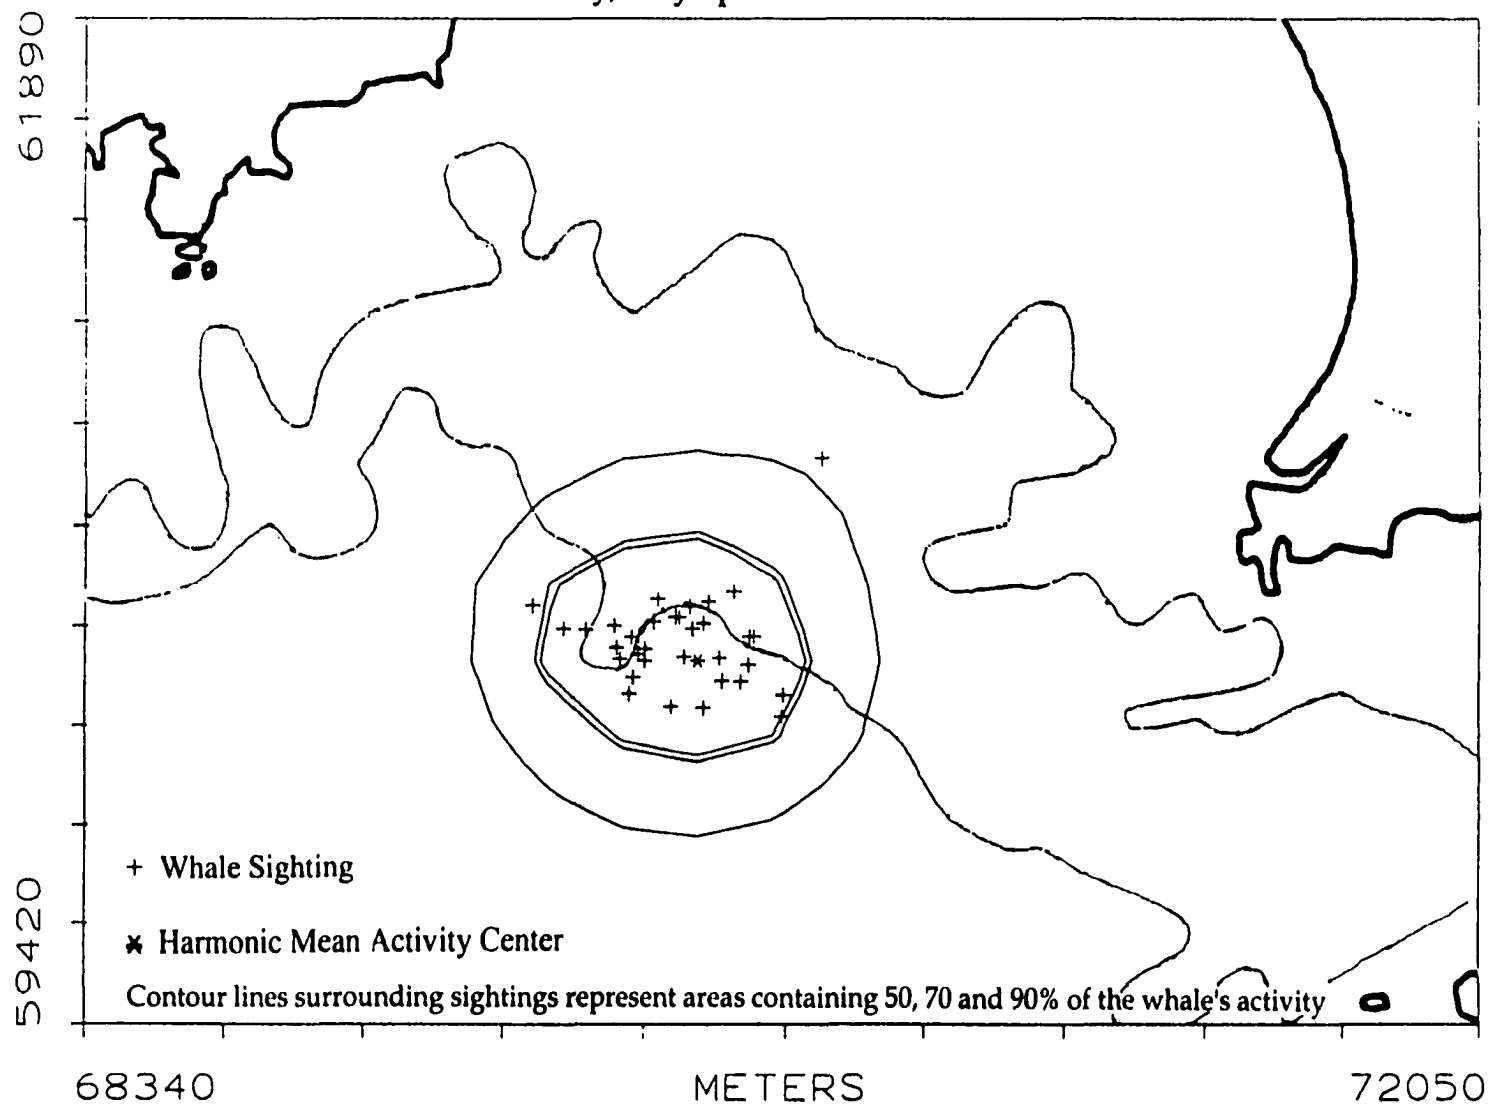 61890
+ Whale Sighting
* Harmonic Mean Activity Center
Contour lines surrounding sightings represent areas containing 50, 70 and 90% of the whale's activity
59420
68340 METERS 72050